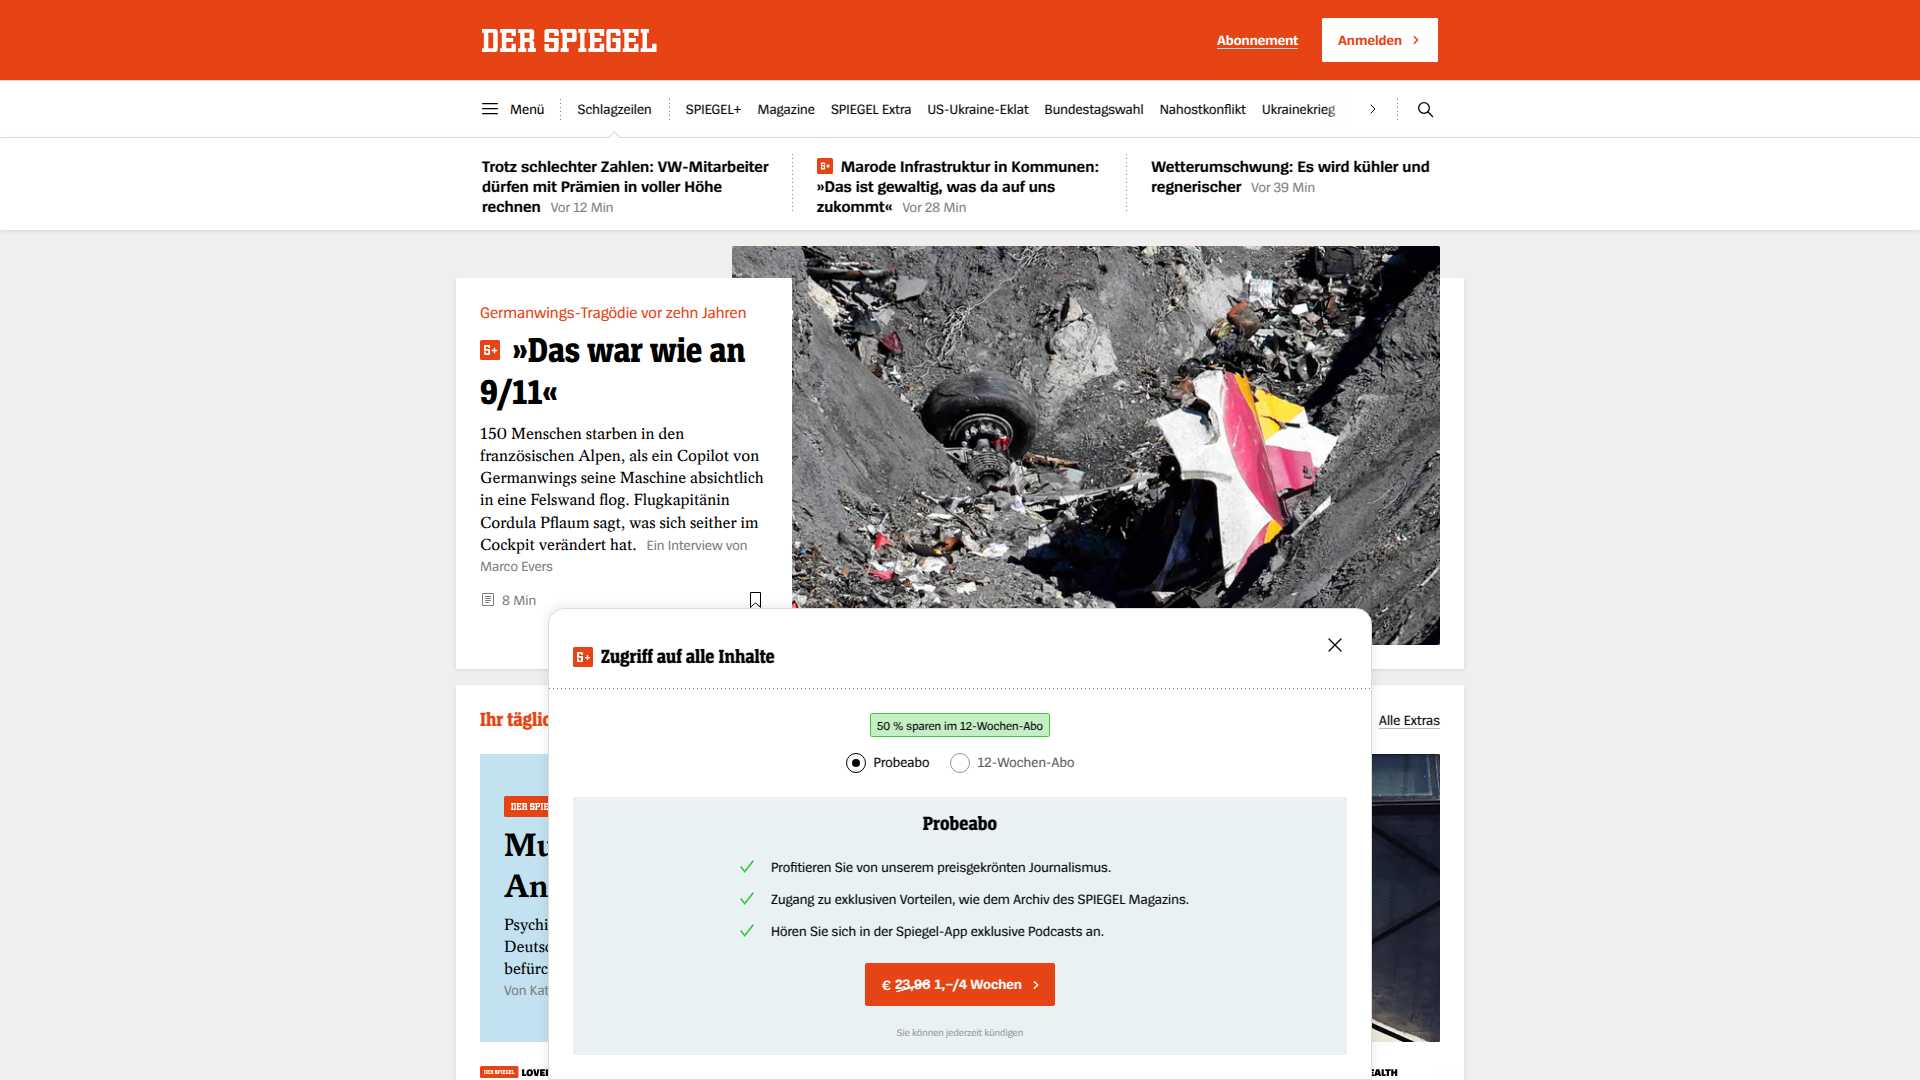 DER SPIEGEL
Abonnement
Anmelden
Menü
Schlagzeilen
SPIEGEL+
Magazine
SPIEGEL Extra
US-Ukraine-Eklat
Bundestagswahl
Nahostkonflikt
Ukrainekrieg
Trotz schlechter Zahlen: VW-Mitarbeiter
dürfen mit Prämien in voller Höhe
rechnen Vor 12 Min
Marode Infrastruktur in Kommunen:
»Das ist gewaltig, was da auf uns
zukommt« Vor 28 Min
Wetterumschwung: Es wird kühler und
regnerischer Vor 39 Min
Germanwings-Tragödie vor zehn Jahren
»Das war wie an
9/11«
150 Menschen starben in den
französischen Alpen, als ein Copilot von
Germanwings seine Maschine absichtlich
in eine Felswand flog. Flugkapitänin
Cordula Pflaum sagt, was sich seither im
Cockpit verändert hat. Ein Interview von
Marco Evers
8 Min
Zugriff auf alle Inhalte
50 % sparen im 12-Wochen-Abo
Probeabo
12-Wochen-Abo
Probeabo
Profitieren Sie von unserem preisgekrönten Journalismus.
Zugang zu exklusiven Vorteilen, wie dem Archiv des SPIEGEL Magazins.
Hören Sie sich in der Spiegel-App exklusive Podcasts an.
€ 23,96 1,–/4 Wochen
Sie können jederzeit kündigen
Ihr täglic
Alle Extras
DER SPIE
Mu
An
Psychi
Deutsc
befürc
Von Kat
DER SPIEGEL LOVE
EALTH